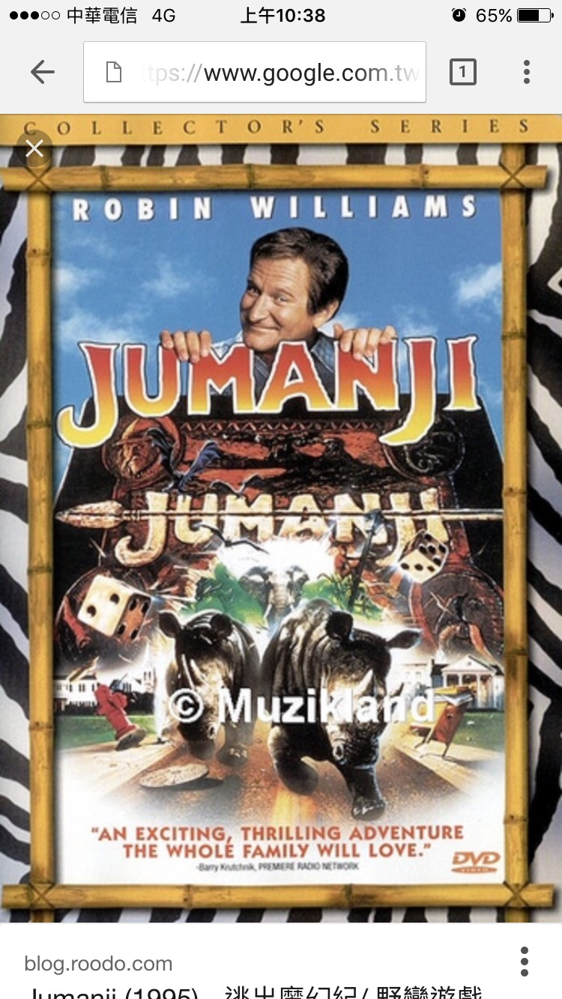 中華電信 4G 上午10:38 65%
tps://www.google.com.tw
1
COLLECTOR'S SERIES
ROBIN WILLIAMS
JUMANJI
JUMANJI
© Muzikland
"AN EXCITING, THRILLING ADVENTURE
THE WHOLE FAMILY WILL LOVE."
-Barry Krutchnik, PREMIERE RADIO NETWORK
DVD
VIDEO
blog.roodo.com
Jumanji (1995)，逃出魔幻紀/ 野蠻遊戲